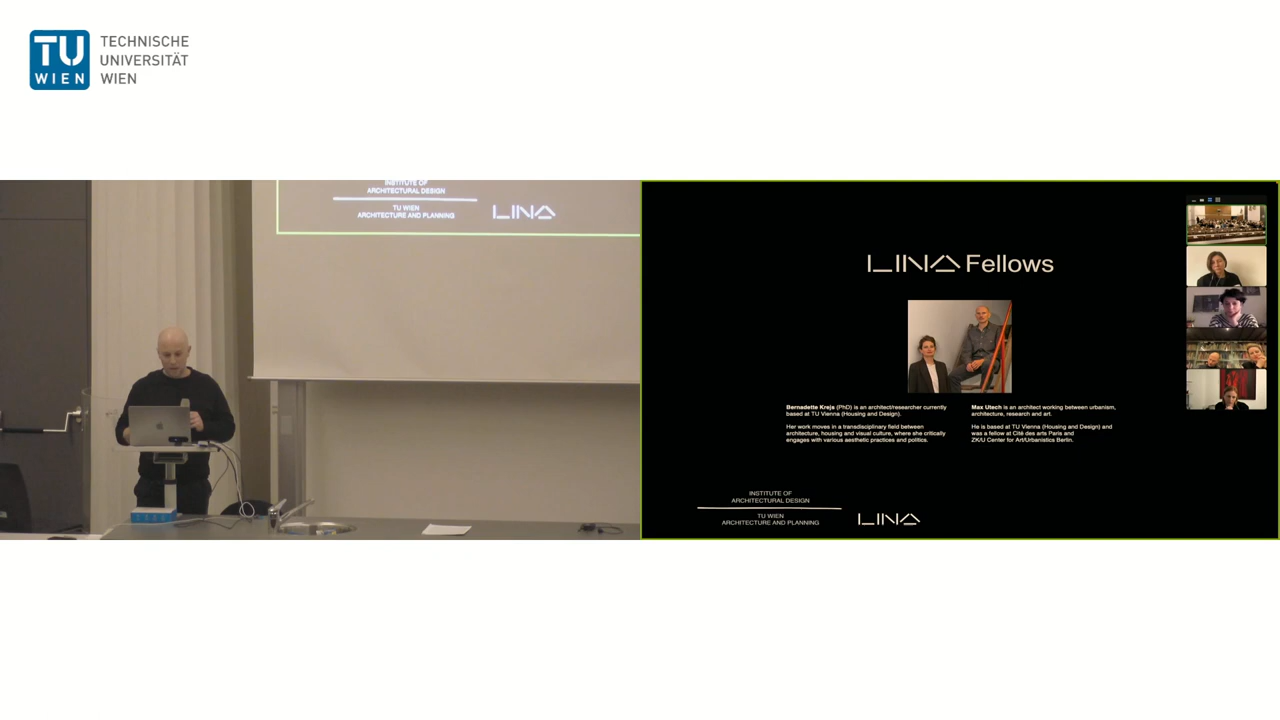 TU
WIEN
TECHNISCHE
UNIVERSITÄT
WIEN
INSTITUTE OF
ARCHITECTURAL DESIGN
TU WIEN
ARCHITECTURE AND PLANNING
LINA
LINA Fellows
Bernadette Krejs (PhD) is an architect/researcher currently
based at TU Vienna (Housing and Design).
Her work moves in a transdisciplinary field between
architecture, housing and visual culture, where she critically
engages with various aesthetic practices and politics.
Max Utech is an architect working between urbanism,
architecture, research and art.
He is based at TU Vienna (Housing and Design) and
was a fellow at Cité des arts Paris and
ZK/U Center for Art/Urbanistics Berlin.
INSTITUTE OF
ARCHITECTURAL DESIGN
TU WIEN
ARCHITECTURE AND PLANNING
LINA